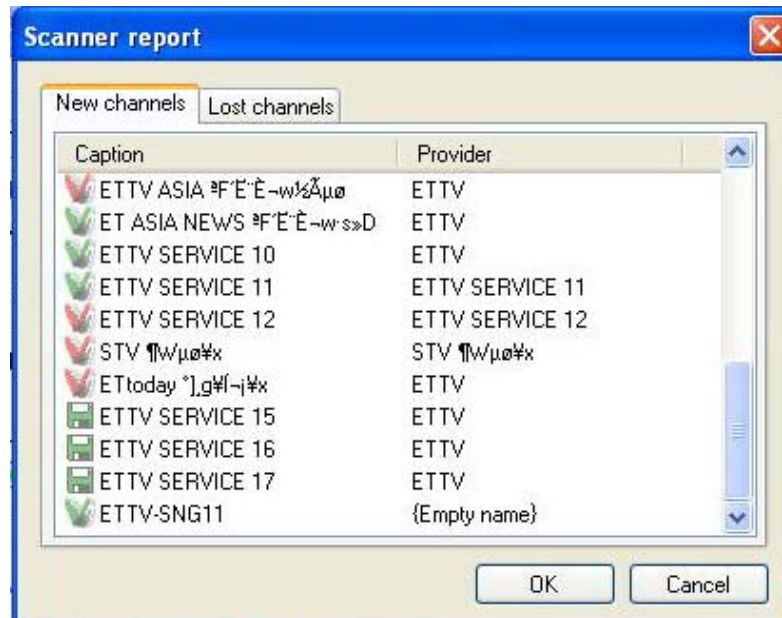 Scanner report
New channels Lost channels
Caption Provider
ETTV ASIA ªF´Ë¨È¬w½Ãµø ETTV
ET ASIA NEWS ªF´Ë¨È¬w·s»D ETTV
ETTV SERVICE 10 ETTV
ETTV SERVICE 11 ETTV SERVICE 11
ETTV SERVICE 12 ETTV SERVICE 12
STV ¶Wµø¥x STV ¶Wµø¥x
ETtoday ETTV
ETTV SERVICE 15 ETTV
ETTV SERVICE 16 ETTV
ETTV SERVICE 17 ETTV
ETTV-SNG11 {Empty name}
OK Cancel